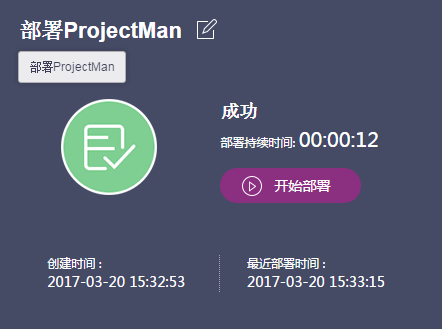 部署ProjectMan
部署ProjectMan
成功
部署持续时间: 00:00:12
开始部署
创建时间：
2017-03-20 15:32:53
最近部署时间：
2017-03-20 15:33:15